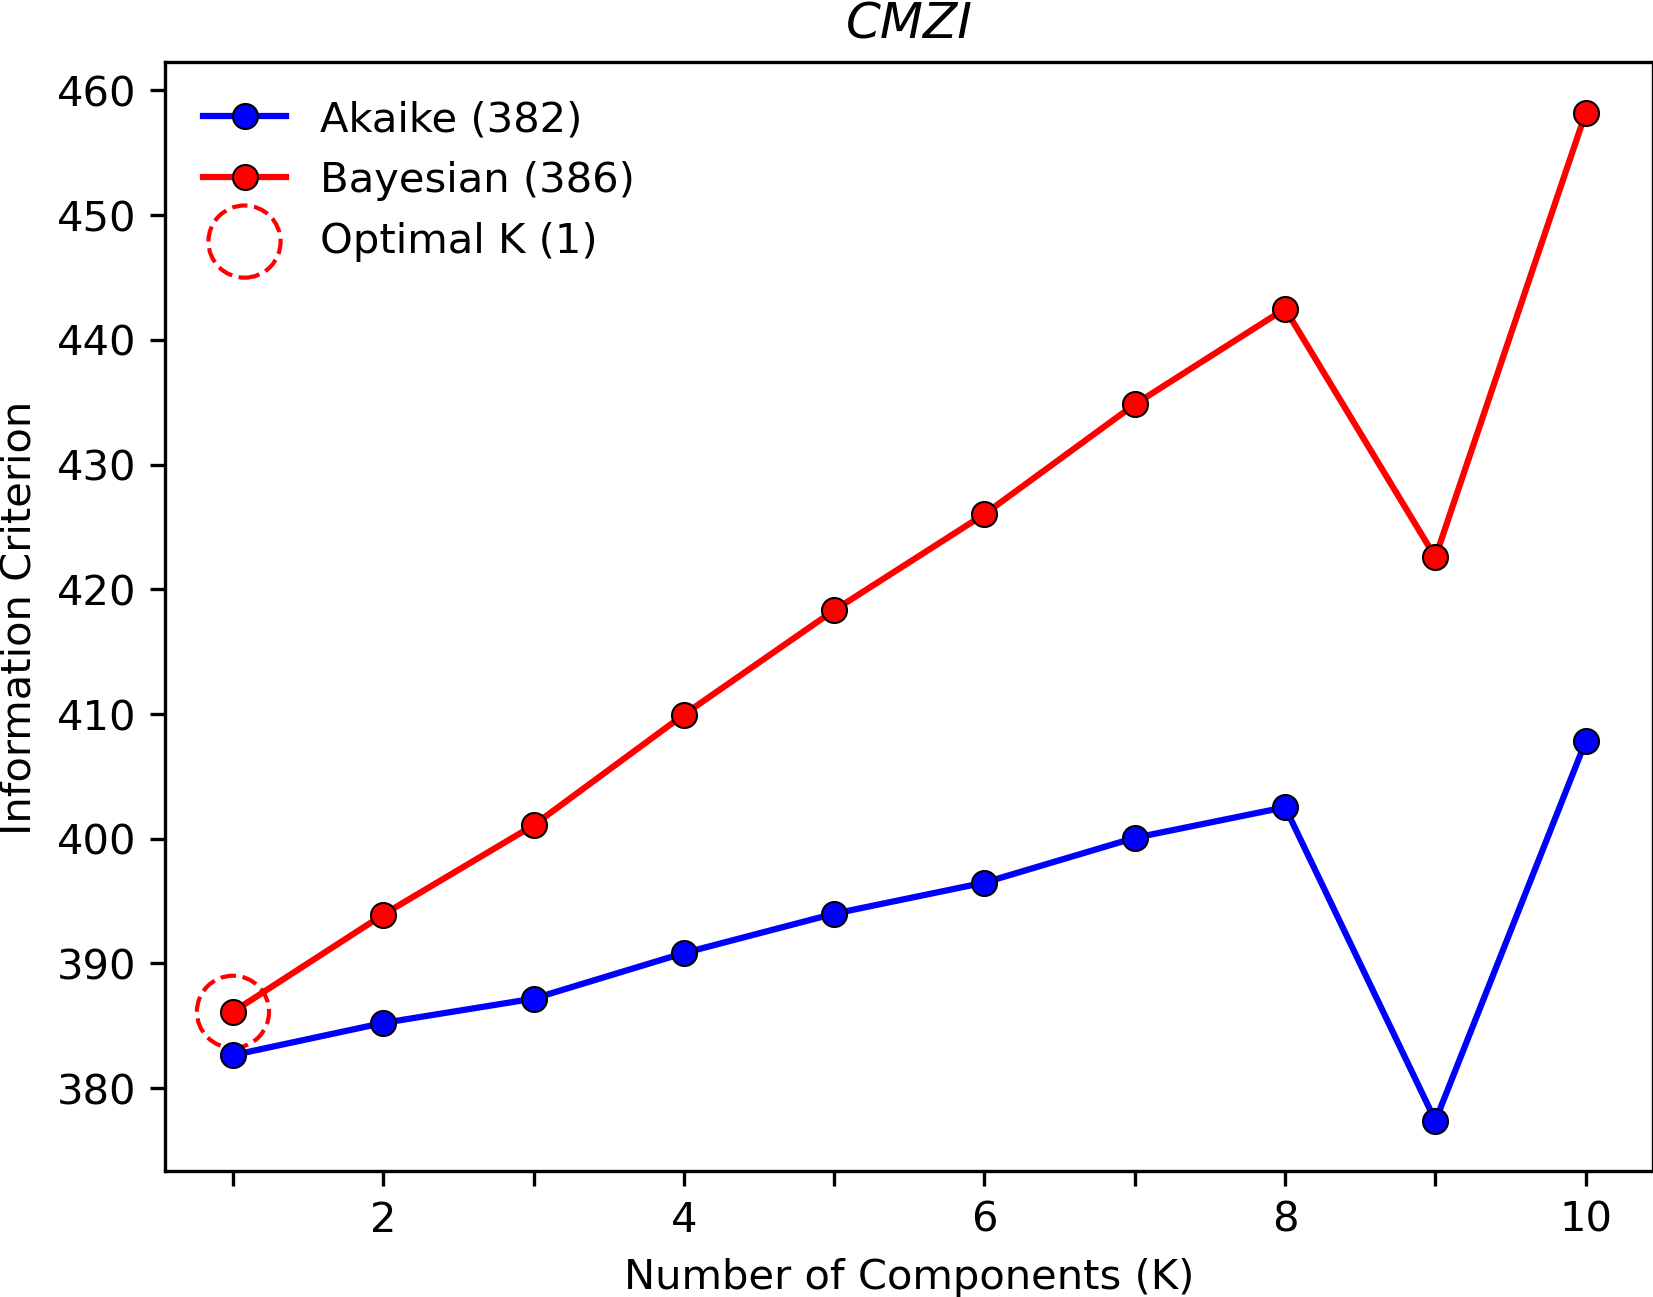 CMZI
460
450
440
430
420
410
400
390
380
Information Criterion
Akaike (382)
Bayesian (386)
Optimal K (1)
2 4 6 8 10
Number of Components (K)